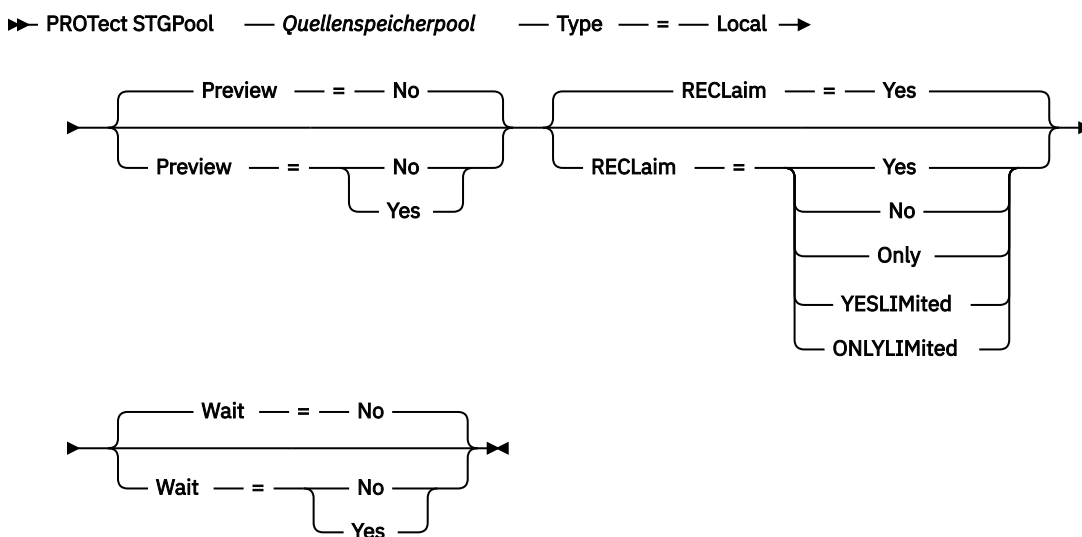 PROTect STGPool Quellenspeicherpool Type = Local
Preview = No
RECLaim = Yes
Preview = No
Yes
RECLaim = Yes
No
Only
YESLIMited
ONLYLIMited
Wait = No
Wait = No
Yes